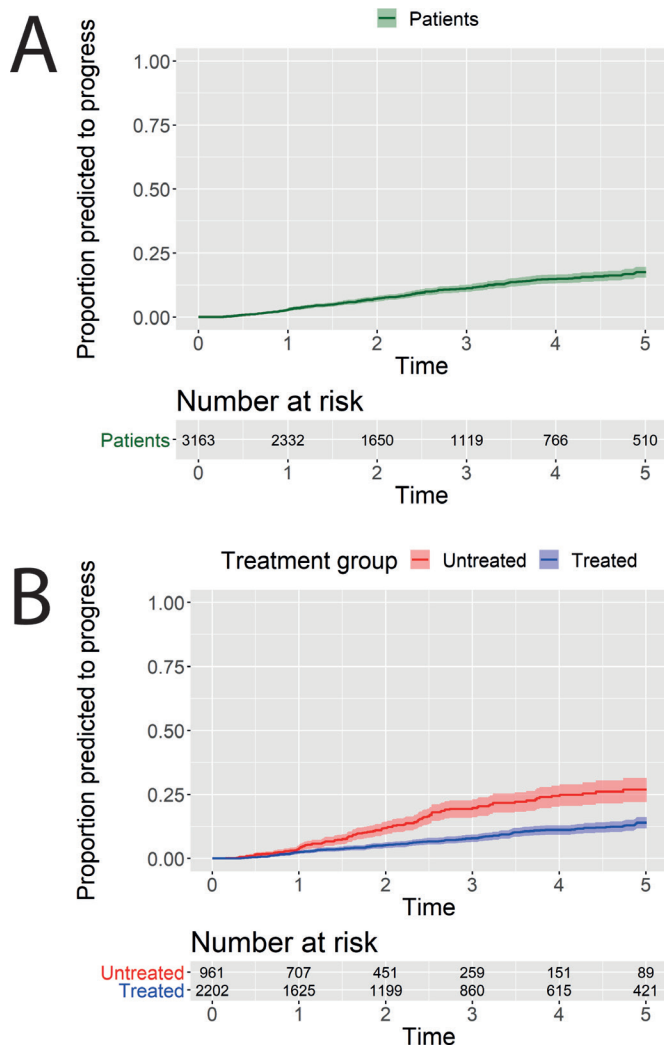 A
Patients
Proportion predicted to progress
1.00
0.75
0.50
0.25
0.00
0 1 2 3 4 5
Time
Number at risk
Patients 3163 2332 1650 1119 766 510
0 1 2 3 4 5
Time
B
Treatment group Untreated Treated
Proportion predicted to progress
1.00
0.75
0.50
0.25
0.00
0 1 2 3 4 5
Time
Number at risk
Untreated 961 707 451 259 151 89
Treated 2202 1625 1199 860 615 421
0 1 2 3 4 5
Time